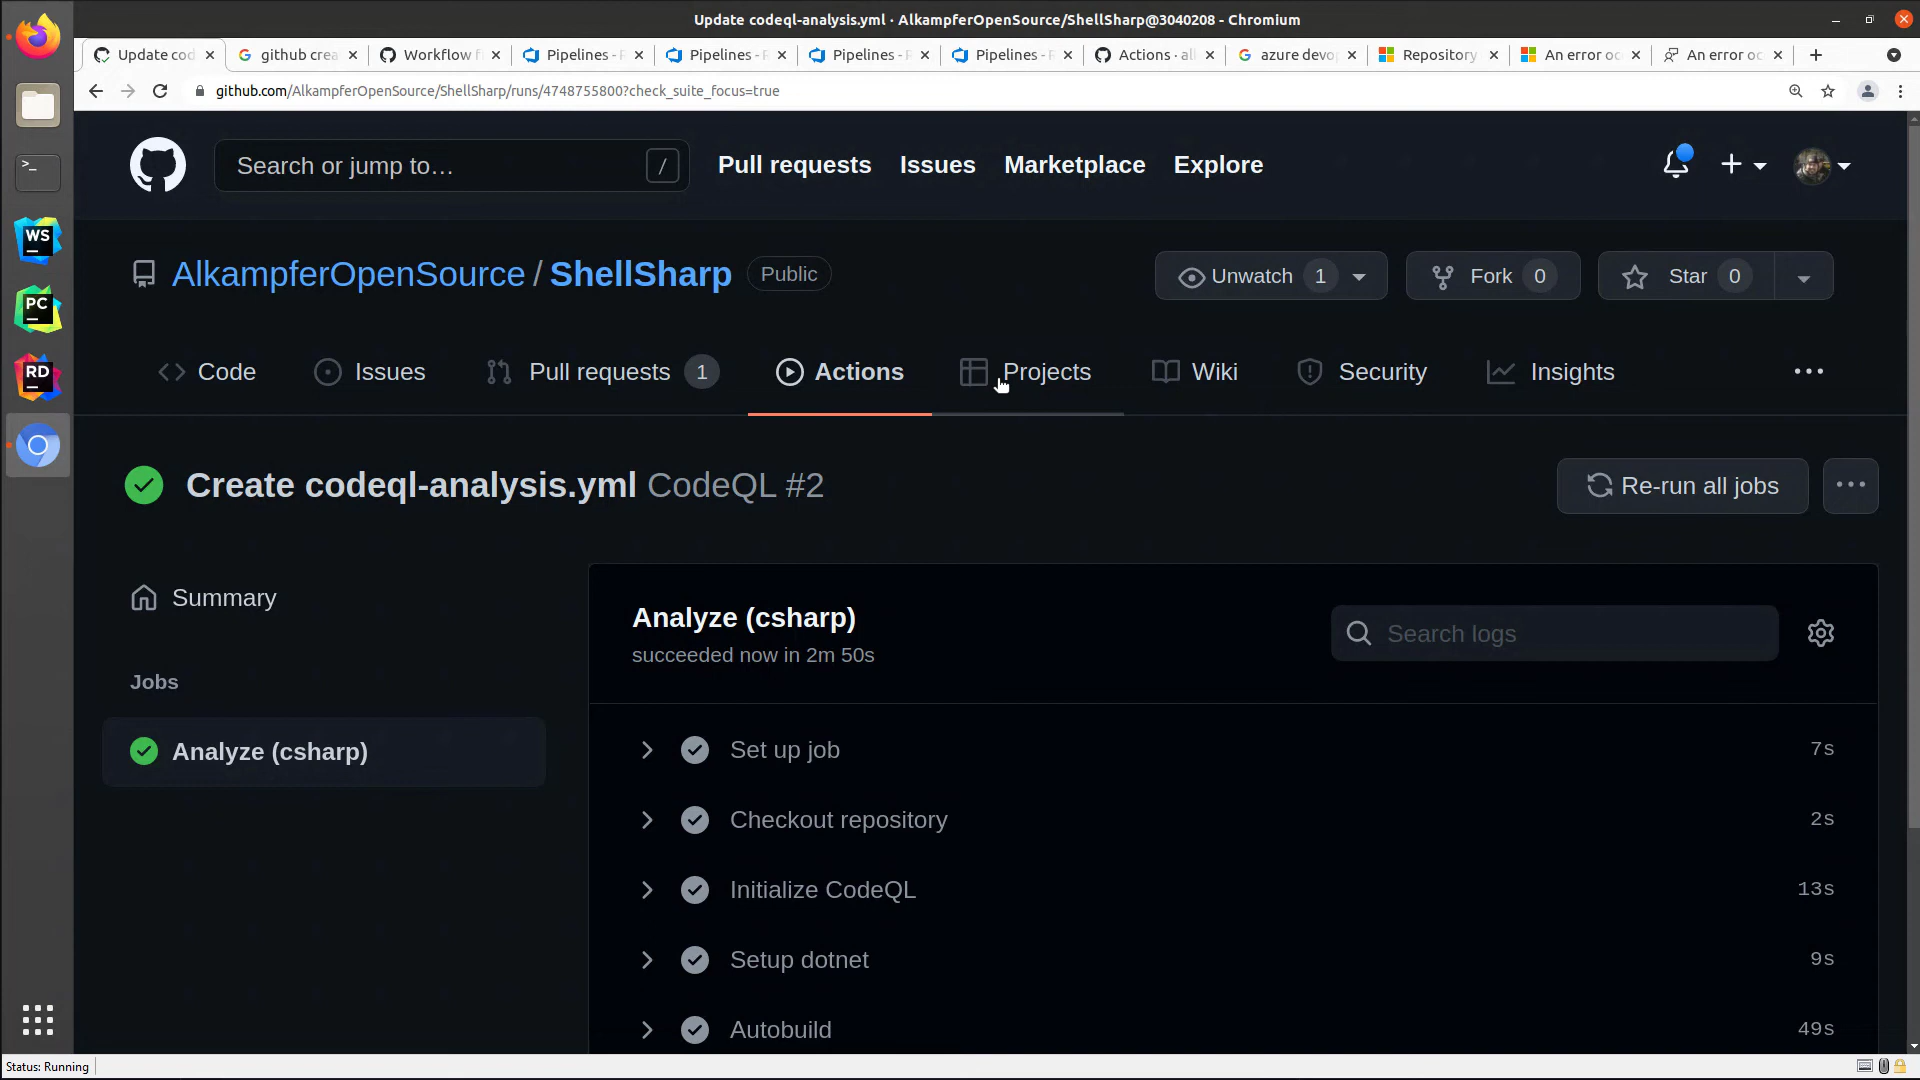 Update codeql-analysis.yml · AlkampferOpenSource/ShellSharp@3040208 - Chromium
Update cod
github crea
Workflow f
Pipelines - R
Pipelines - R
Pipelines - R
Pipelines - R
Actions · all
azure devo
Repository
An error oc
An error oc
github.com/AlkampferOpenSource/ShellSharp/runs/4748755800?check_suite_focus=true
Search or jump to… /
Pull requests Issues Marketplace Explore
AlkampferOpenSource / ShellSharp Public
Unwatch 1 Fork 0 Star 0
Code Issues Pull requests 1 Actions Projects Wiki Security Insights
Create codeql-analysis.yml CodeQL #2
Re-run all jobs
Summary
Jobs
Analyze (csharp)
Analyze (csharp)
succeeded now in 2m 50s
Search logs
Set up job 7s
Checkout repository 2s
Initialize CodeQL 13s
Setup dotnet 9s
Autobuild 49s
WS
PC
RD
Status: Running